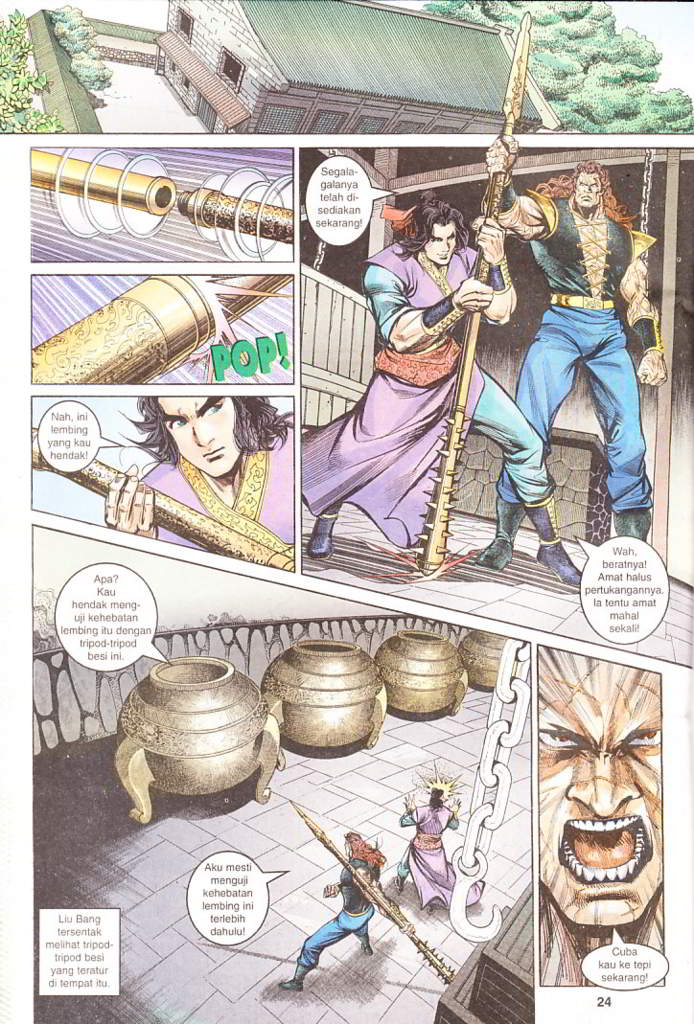 POP!
Nah, ini
lembing
yang kau
hendak!
Segala-
galanya
telah di-
sediakan
sekarang!
Wah,
beratnya!
Amat halus
pertukangannya.
Ia tentu amat
mahal
sekali!
Apa?
Kau
hendak meng-
uji kehebatan
lembing itu dengan
tripod-tripod
besi ini.
Aku mesti
menguji
kehebatan
lembing ini
terlebih
dahulu!
Liu Bang
tersentak
melihat tripod-
tripod besi
yang teratur
di tempat itu.
Cuba
kau ke tepi
sekarang!
24